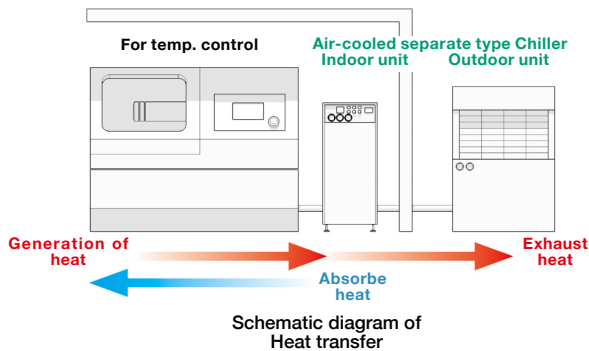 For temp. control
Air-cooled separate type Chiller
Indoor unit
Outdoor unit
Generation of
heat
Exhaust
heat
Absorbe
heat
Schematic diagram of
Heat transfer